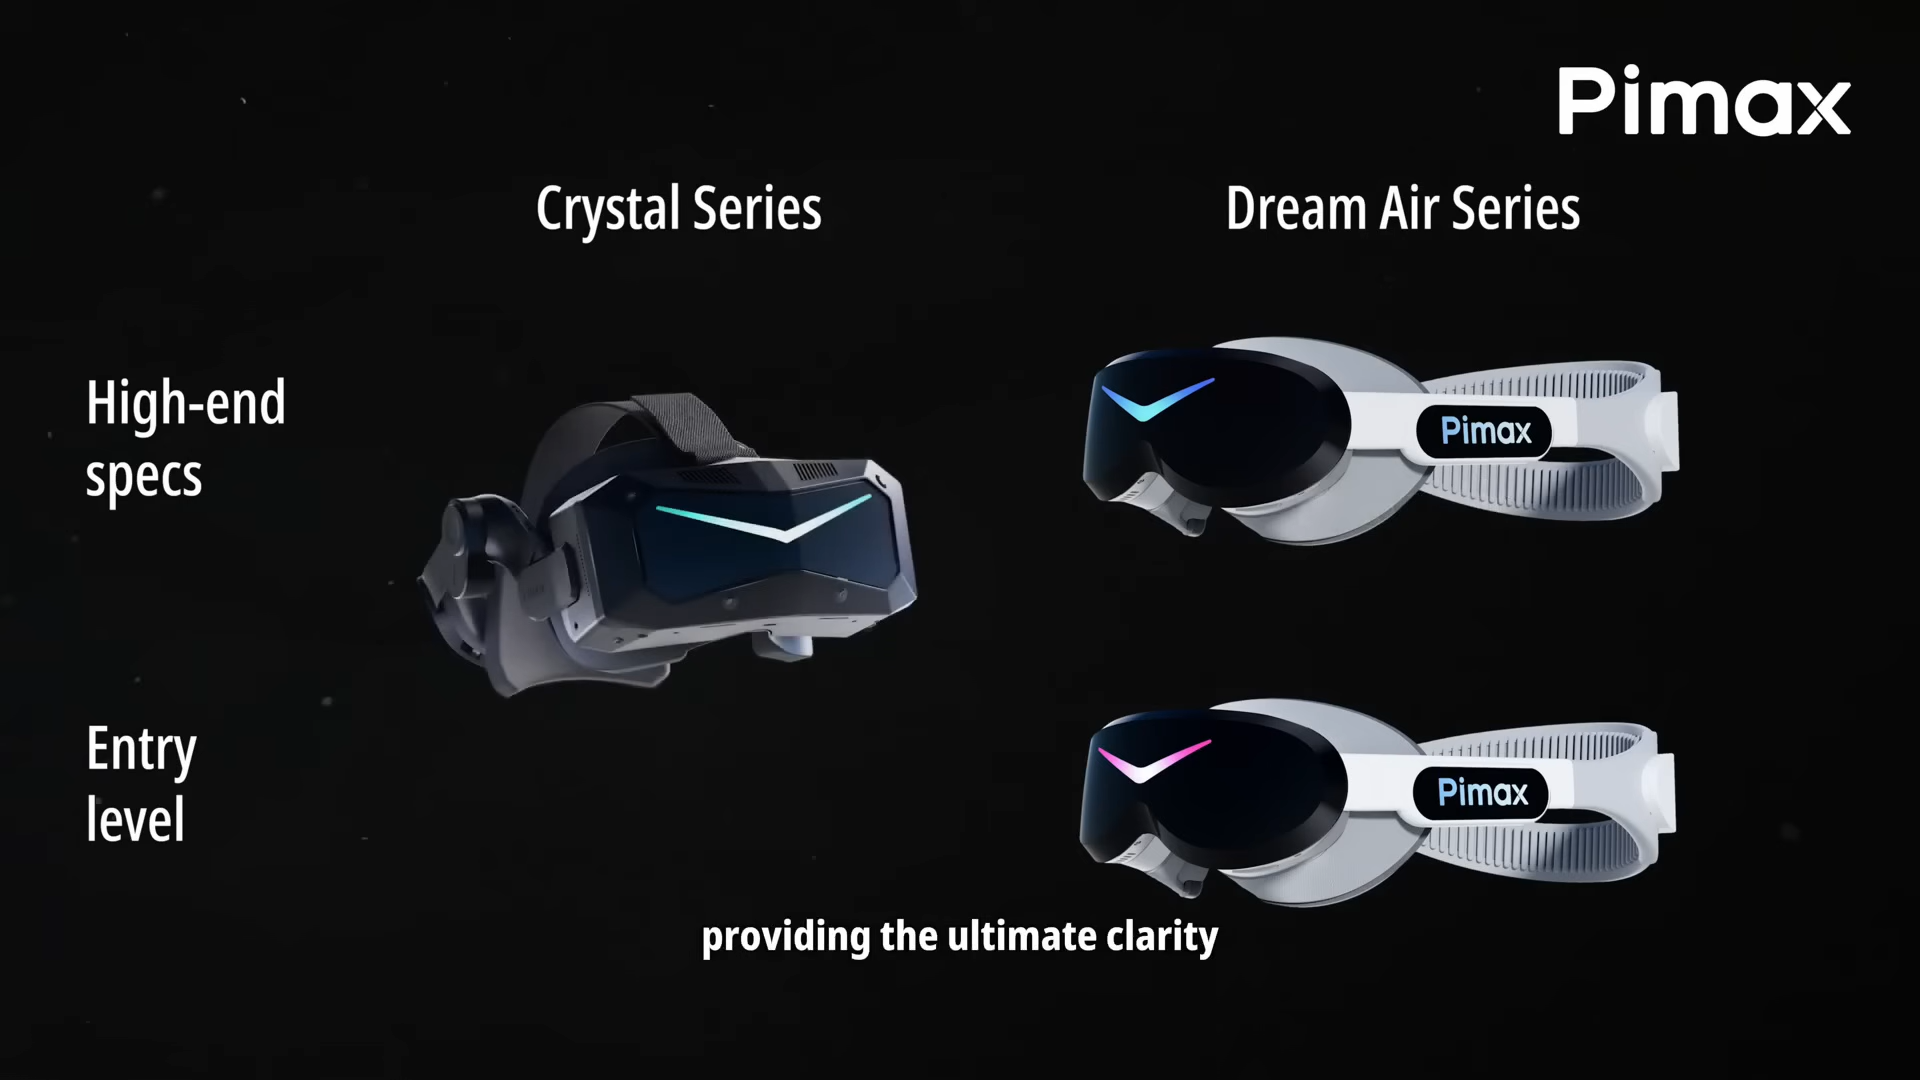 Pimax
Crystal Series
Dream Air Series
High-end
specs
Pimax
Entry
level
Pimax
providing the ultimate clarity